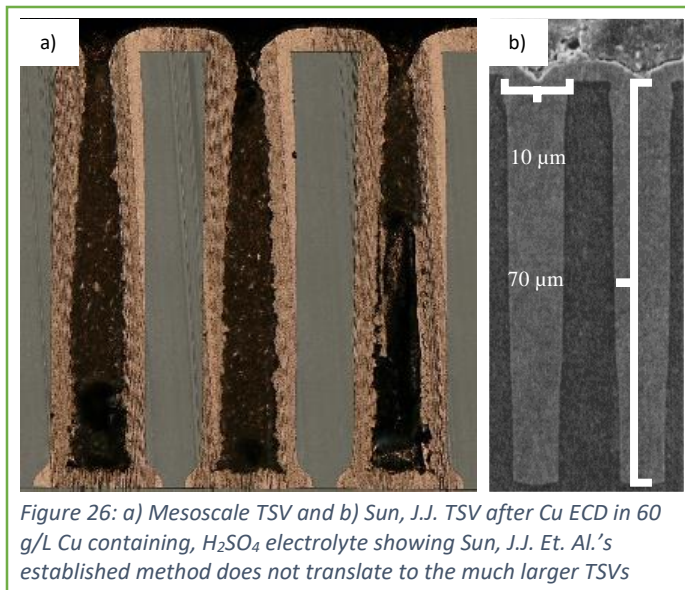 a)
b)
10 µm
70 µm
Figure 26: a) Mesoscale TSV and b) Sun, J.J. TSV after Cu ECD in 60
g/L Cu containing, H₂SO₄ electrolyte showing Sun, J.J. Et. Al.'s
established method does not translate to the much larger TSVs